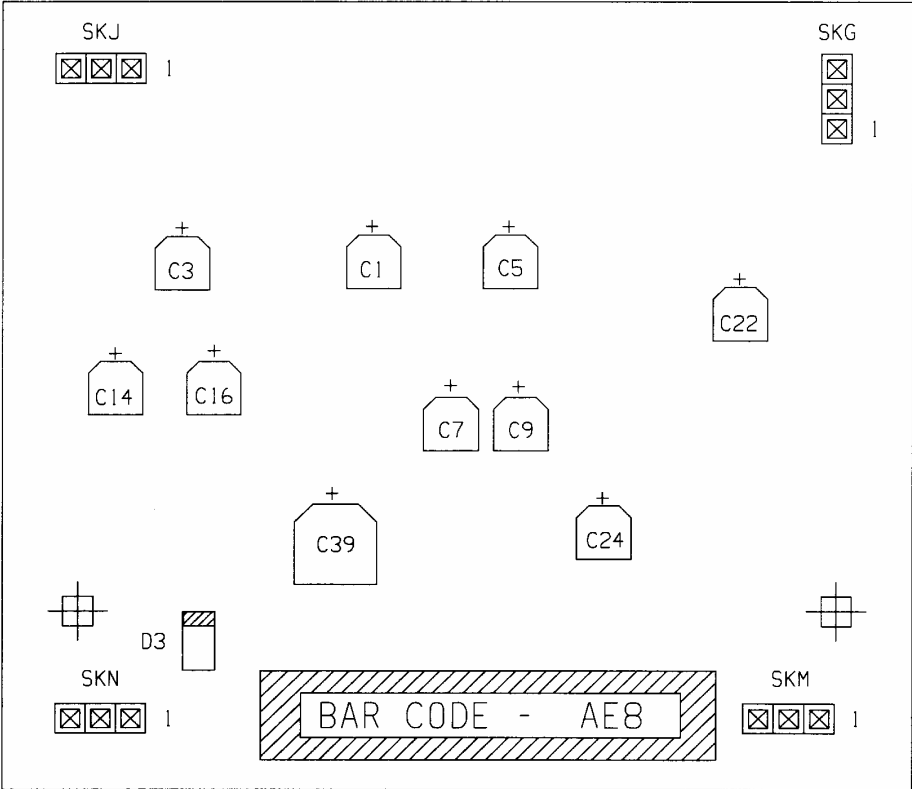 SKJ
SKG
1
1
+
+
+
C3
C1
C5
+
C22
+
+
C14
C16
+
+
C7
C9
+
+
C39
C24
D3
SKN
SKM
1
1
BAR CODE - AE8